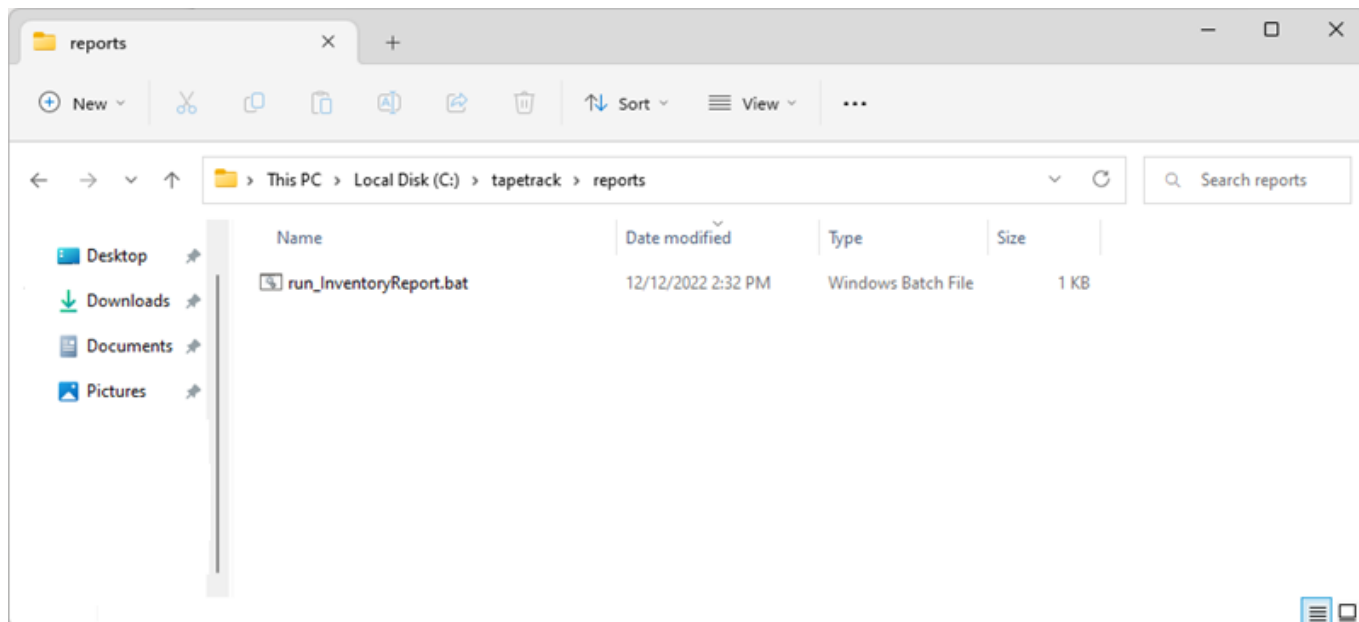 reports
New Sort View
This PC > Local Disk (C:) > tapetrack > reports Search reports
Name Date modified Type Size
Desktop
run_InventoryReport.bat 12/12/2022 2:32 PM Windows Batch File 1 KB
Downloads
Documents
Pictures